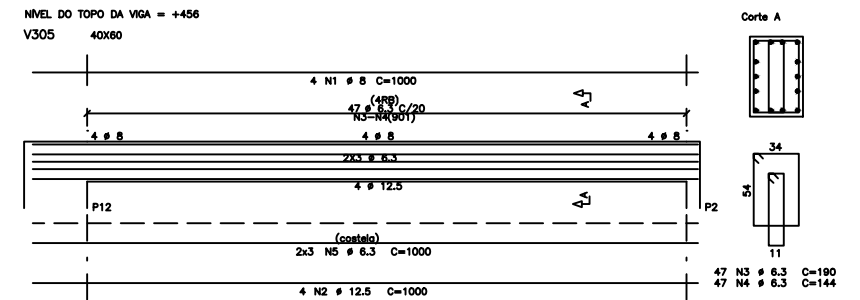 NIVEL DO TOPO DA VIGA = +456
V305 40X60
Corte A
4 N1 ø 8 C=1000
(4RB)
47 ø 6.3 C/20
N3-N4(901)
A
4 ø 8 4 ø 8 4 ø 8
2X3 ø 6.3
4 ø 12.5
A
P12 P2
34
54
11
(costela)
2x3 N5 ø 6.3 C=1000
47 N3 ø 6.3 C=190
47 N4 ø 6.3 C=144
4 N2 ø 12.5 C=1000